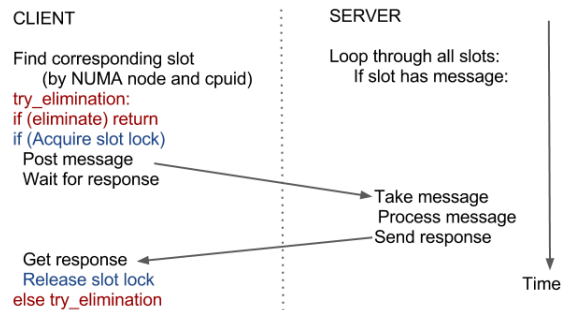 CLIENT
Find corresponding slot
(by NUMA node and cpuid)
try_elimination:
if (eliminate) return
if (Acquire slot lock)
Post message
Wait for response
Get response
Release slot lock
else try_elimination
SERVER
Loop through all slots:
If slot has message:
Take message
Process message
Send response
Time